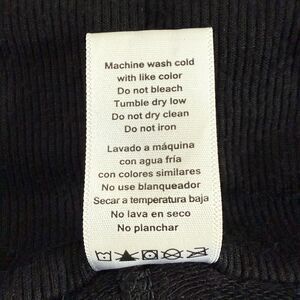 Machine wash cold
with like color
Do not bleach
Tumble dry low
Do not dry clean
Do not iron
Lavado a máquina
con agua fría
con colores similares
No use blanqueador
Secar a temperatura baja
No lava en seco
No planchar